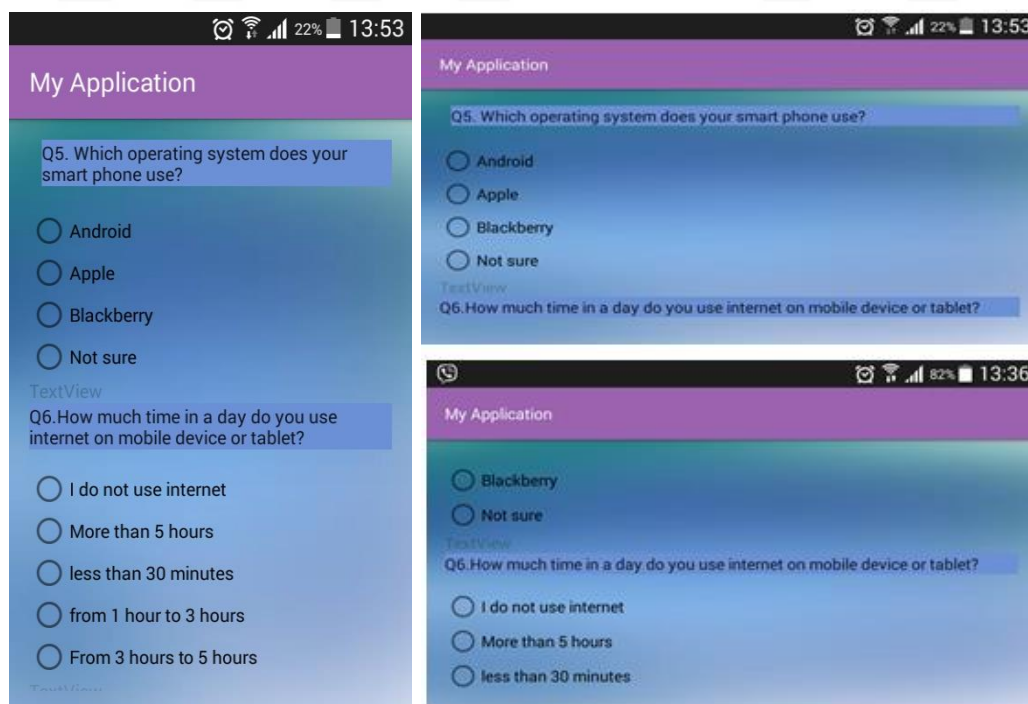 22% 13:53
My Application
Q5. Which operating system does your
smart phone use?
Android
Apple
Blackberry
Not sure
TextView
Q6.How much time in a day do you use
internet on mobile device or tablet?
I do not use internet
More than 5 hours
less than 30 minutes
from 1 hour to 3 hours
From 3 hours to 5 hours
TextView
22% 13:53
My Application
Q5. Which operating system does your smart phone use?
Android
Apple
Blackberry
Not sure
TextView
Q6.How much time in a day do you use internet on mobile device or tablet?
82% 13:36
My Application
Blackberry
Not sure
TextView
Q6.How much time in a day do you use internet on mobile device or tablet?
I do not use internet
More than 5 hours
less than 30 minutes